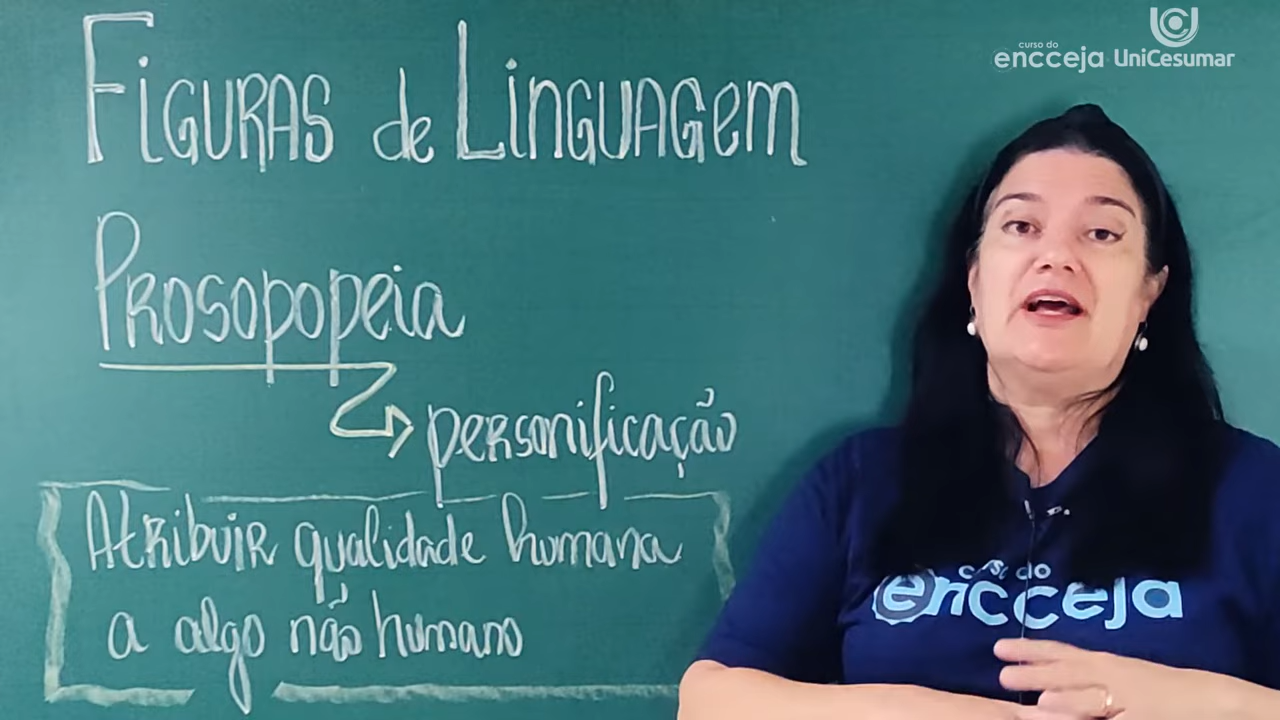 curso do
encceja UniCesumar
FIGURAS de LinguAGem
PROSOPOPEia
personificação
Atribuir qualidade humana
a algo não humano
curso do
encceja